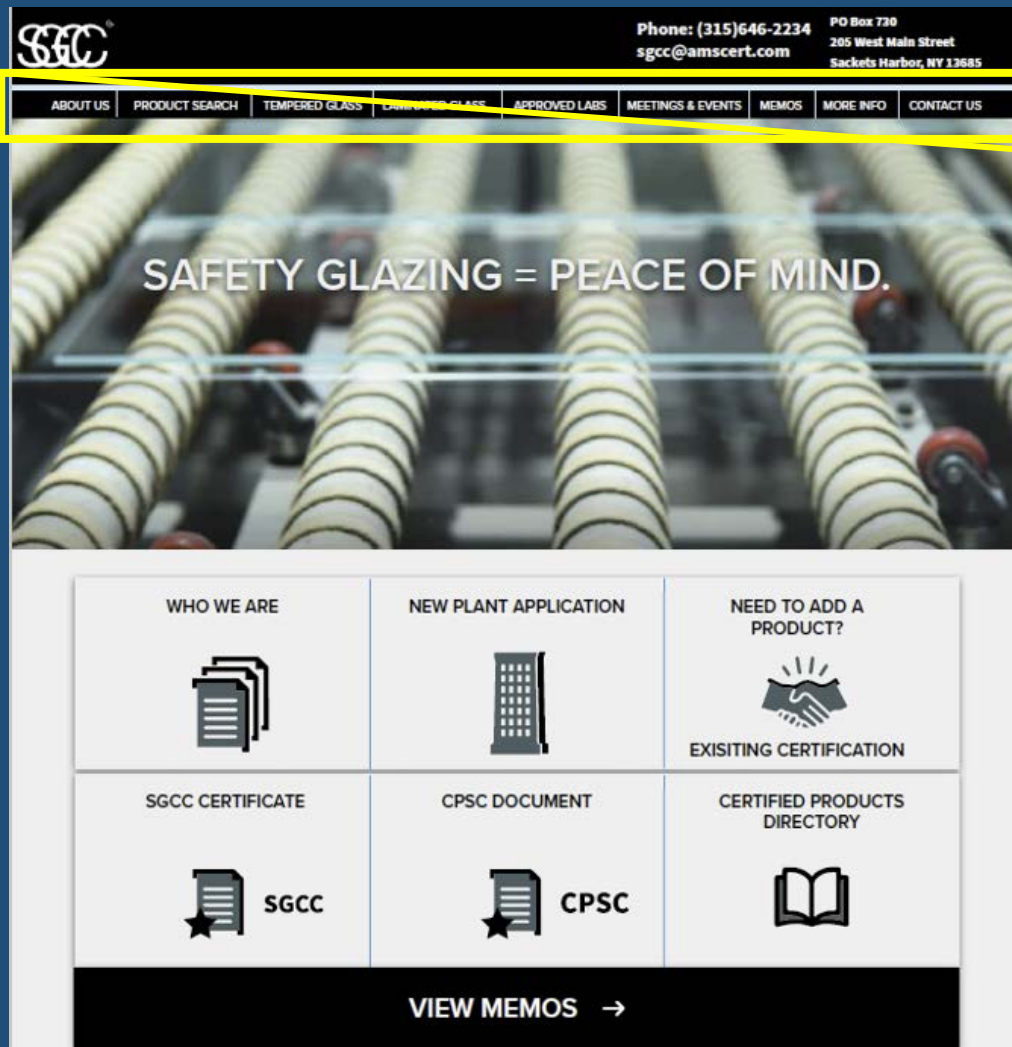 SGCC
Phone: (315)646-2234
sgcc@amscert.com
PO Box 730
205 West Main Street
Sackets Harbor, NY 13685
ABOUT US PRODUCT SEARCH TEMPERED GLASS LAMINATED GLASS APPROVED LABS MEETINGS & EVENTS MEMOS MORE INFO CONTACT US
SAFETY GLAZING = PEACE OF MIND.
WHO WE ARE
NEW PLANT APPLICATION
NEED TO ADD A
PRODUCT?
EXISITING CERTIFICATION
SGCC CERTIFICATE
SGCC
CPSC DOCUMENT
CPSC
CERTIFIED PRODUCTS
DIRECTORY
VIEW MEMOS →